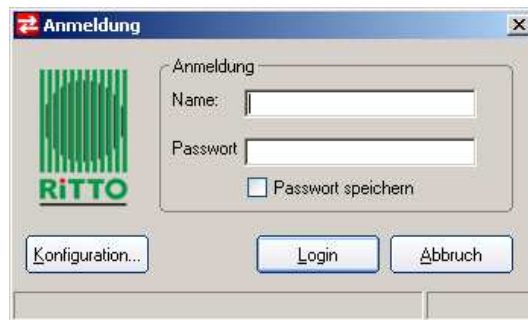 Anmeldung
Anmeldung
Name:
Passwort
Passwort speichern
RiTTO
Konfiguration...
Login
Abbruch